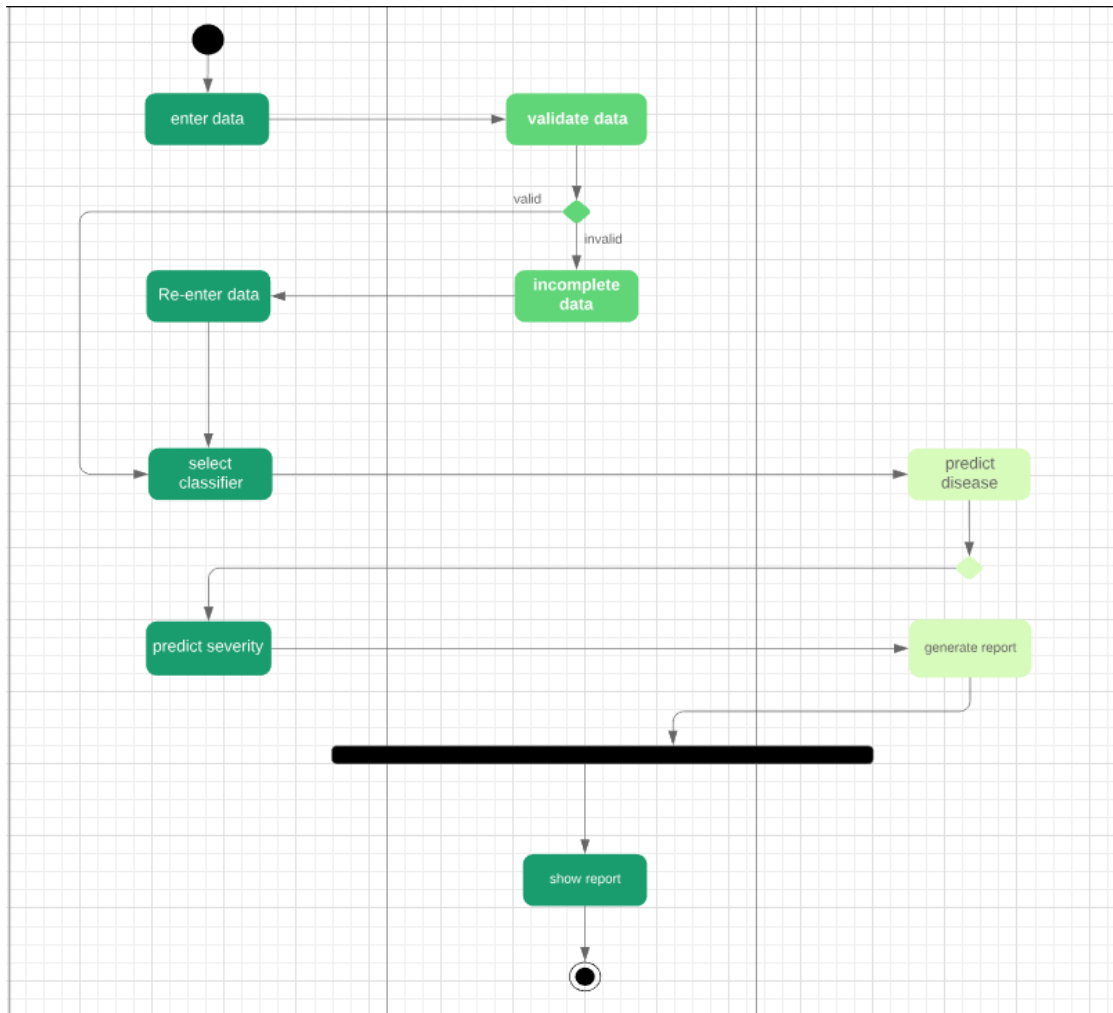 enter data
validate data
valid
invalid
Re-enter data
incomplete
data
select
classifier
predict
disease
predict severity
generate report
show report